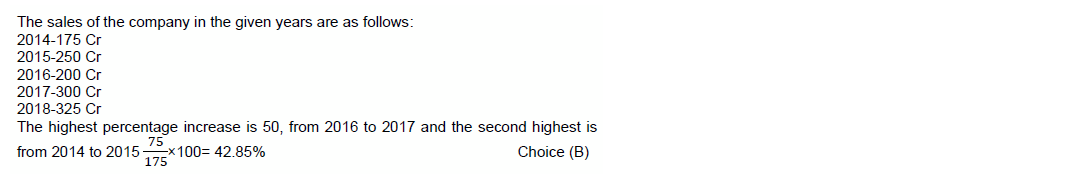 The sales of the company in the given years are as follows:
2014-175 Cr
2015-250 Cr
2016-200 Cr
2017-300 Cr
2018-325 Cr
The highest percentage increase is 50, from 2016 to 2017 and the second highest is
from 2014 to 2015 75/175×100= 42.85% Choice (B)